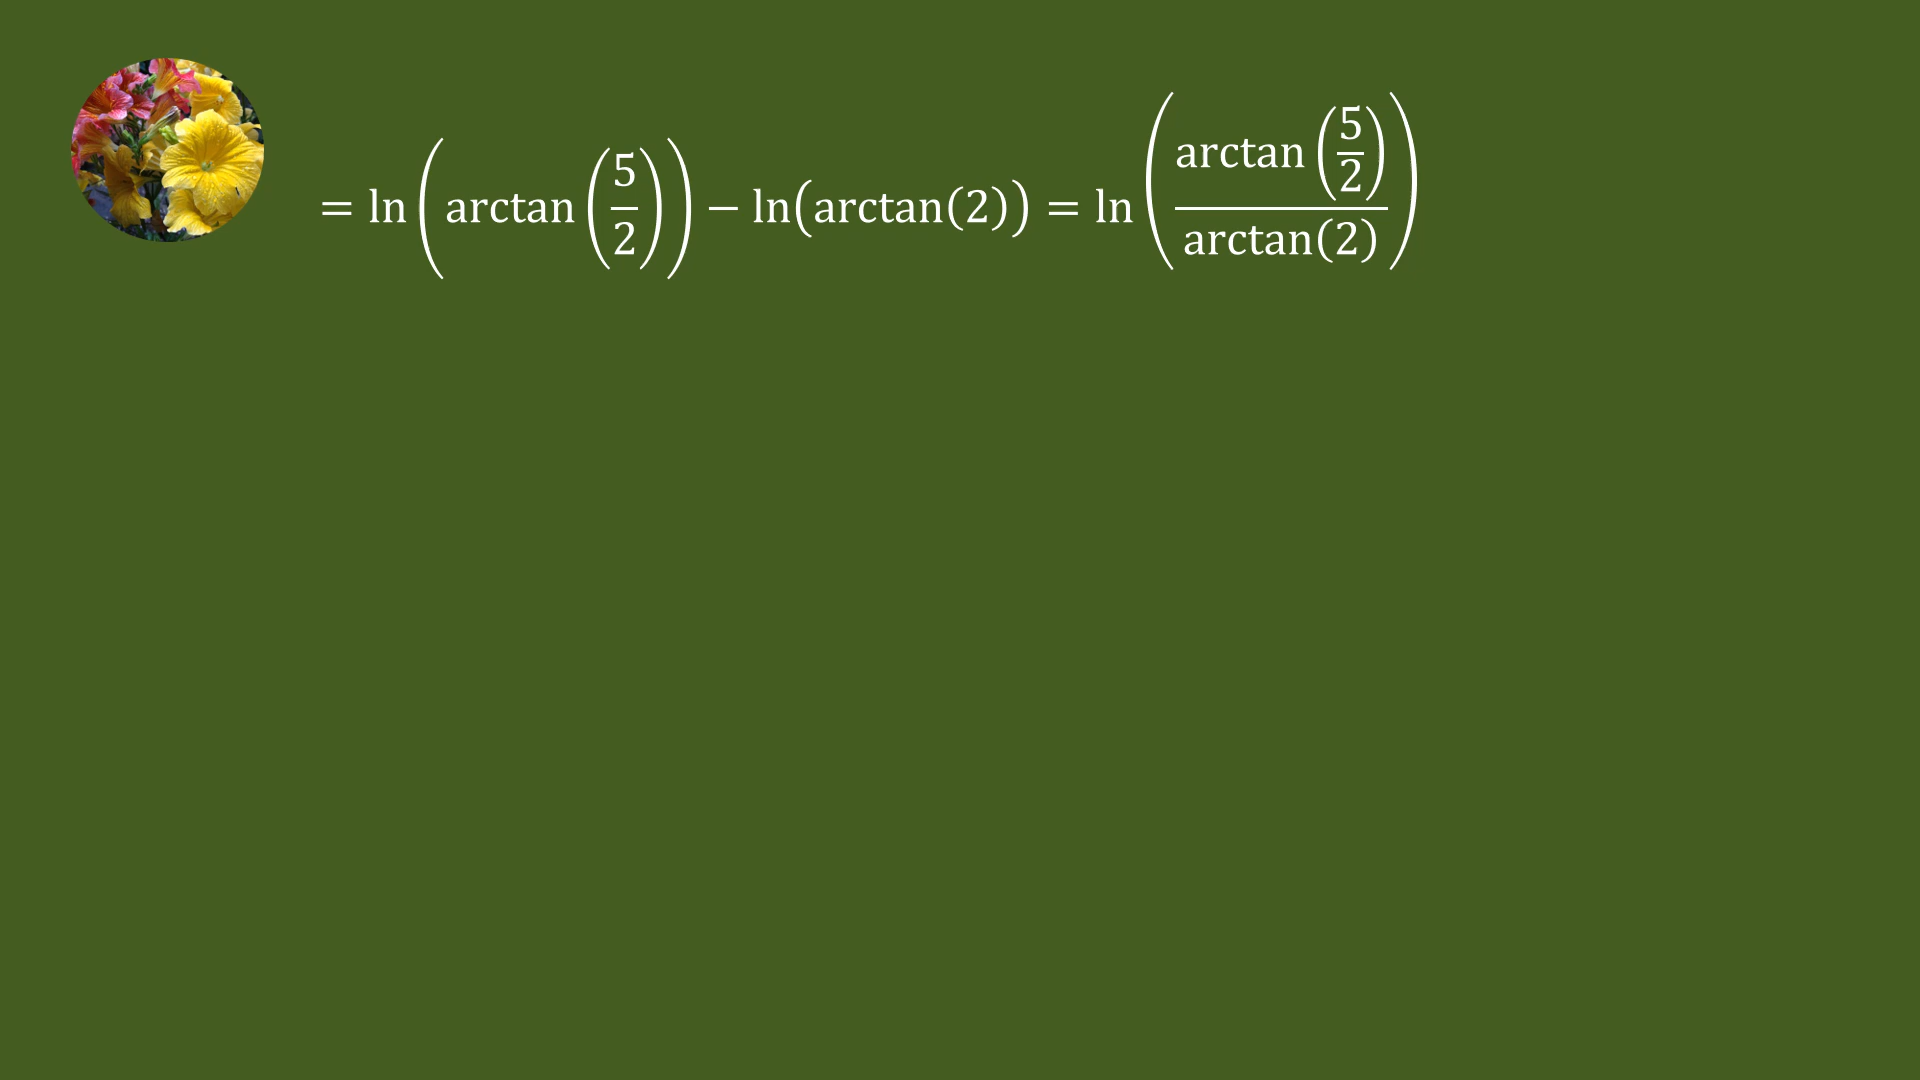 = ln(arctan(5/2)) − ln(arctan(2)) = ln(arctan(5/2)/arctan(2))